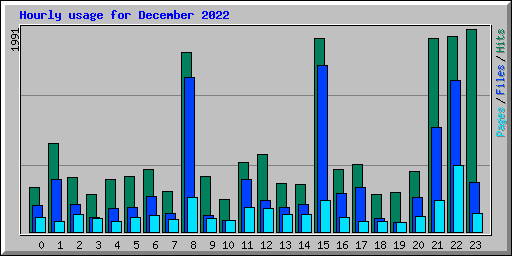 Hourly usage for December 2022
1991
Pages/Files/Hits
0 1 2 3 4 5 6 7 8 9 10 11 12 13 14 15 16 17 18 19 20 21 22 23